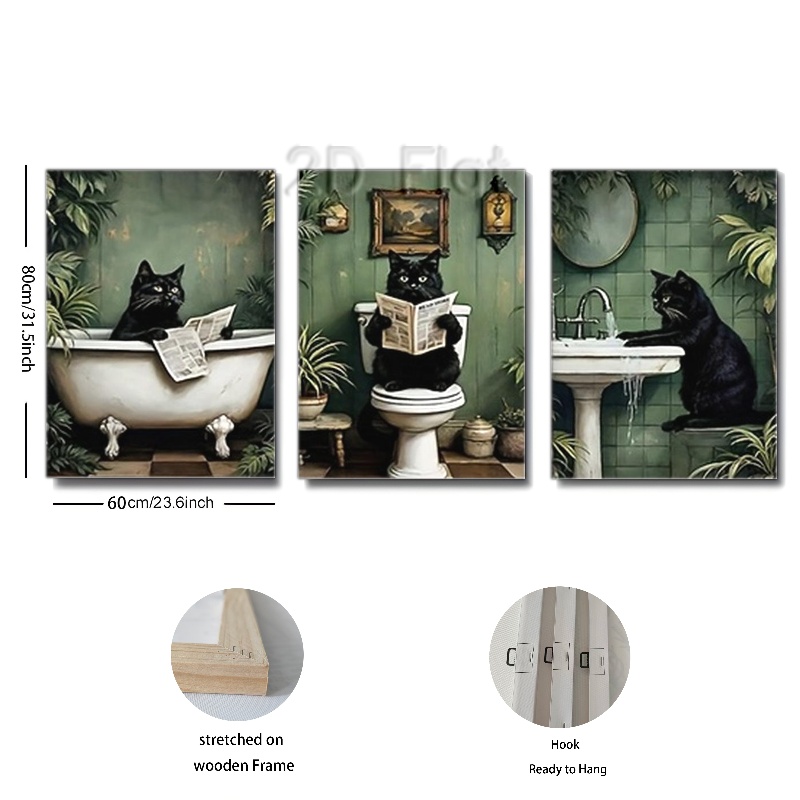 2D Flat
80cm/31.5inch
60cm/23.6inch
stretched on
wooden Frame
Hook
Ready to Hang